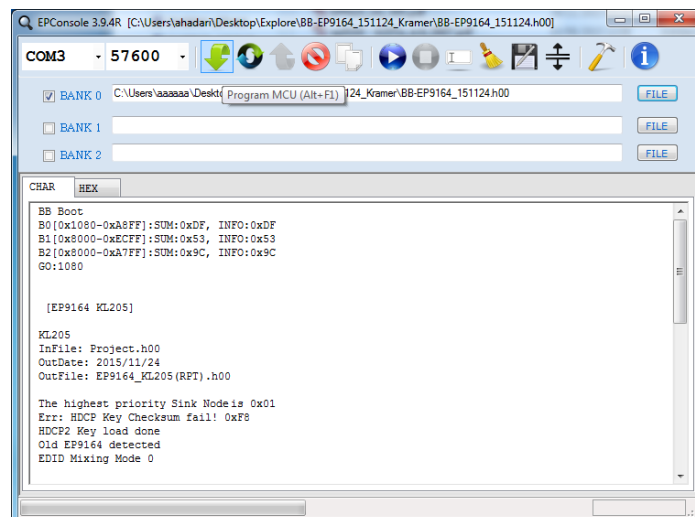 EPConsole 3.9.4R [C:\Users\ahadari\Desktop\Explore\BB-EP9164_151124_Kramer\BB-EP9164_151124.h00]
COM3 57600
BANK 0 C:\Users\aaaaaa\Deskto 124_Kramer\BB-EP9164_151124.h00 FILE
Program MCU (Alt+F1)
BANK 1 FILE
BANK 2 FILE
CHAR HEX
BB Boot
B0[0x1080-0xA8FF]:SUM:0xDF, INFO:0xDF
B1[0x8000-0xECFF]:SUM:0x53, INFO:0x53
B2[0x8000-0xA7FF]:SUM:0x9C, INFO:0x9C
GO:1080
[EP9164 KL205]
KL205
InFile: Project.h00
OutDate: 2015/11/24
OutFile: EP9164_KL205(RPT).h00
The highest priority Sink Node is 0x01
Err: HDCP Key Checksum fail! 0xF8
HDCP2 Key load done
Old EP9164 detected
EDID Mixing Mode 0